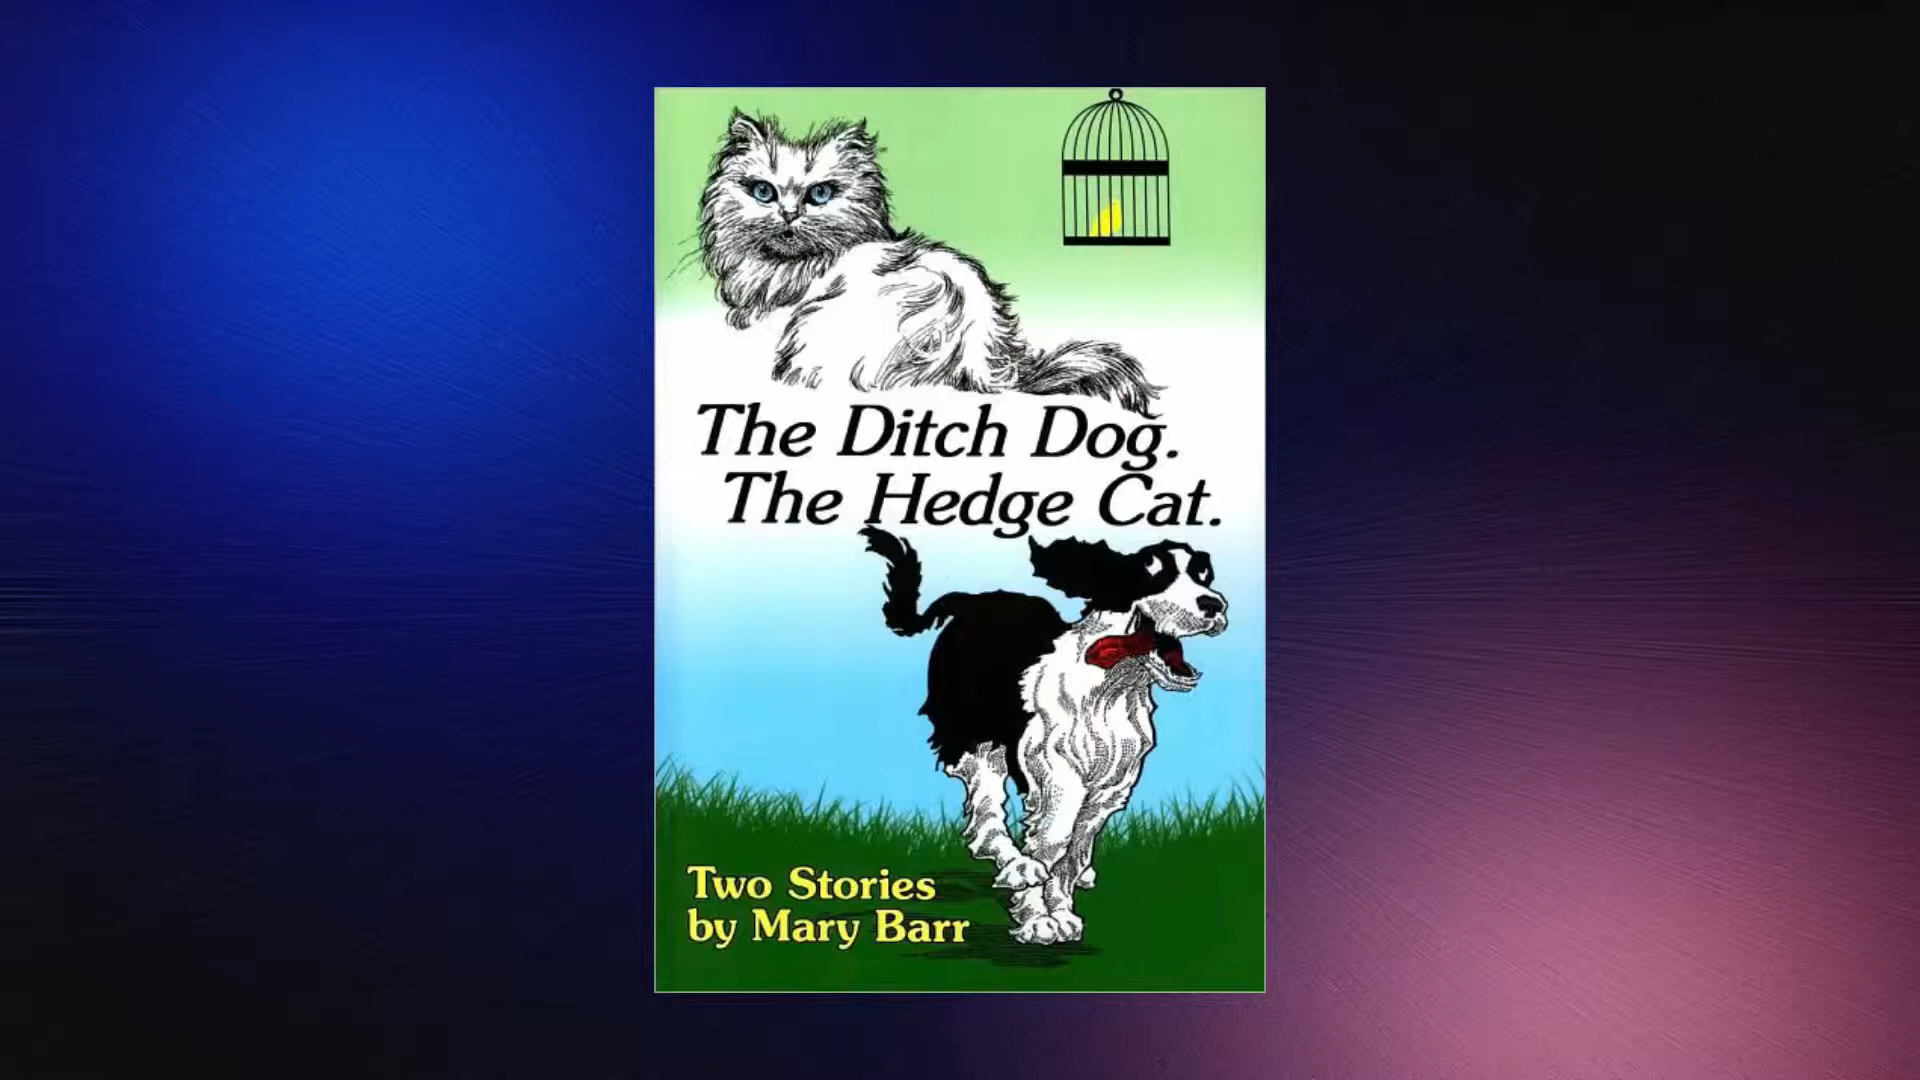 The Ditch Dog.
The Hedge Cat.
Two Stories
by Mary Barr